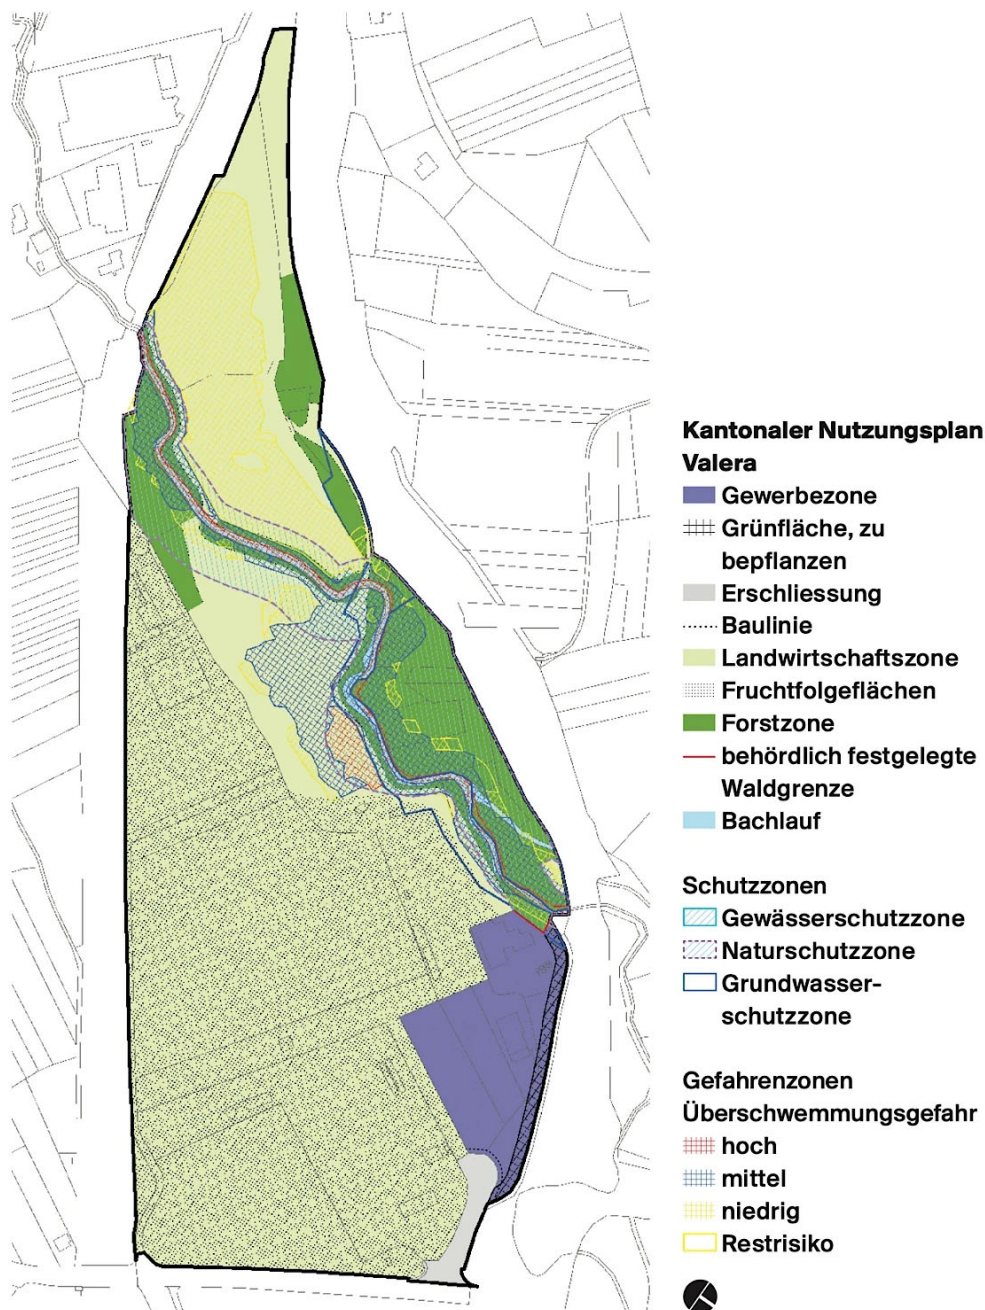 Kantonaler Nutzungsplan
Valera
Gewerbezone
Grünfläche, zu
bepflanzen
Erschliessung
Baulinie
Landwirtschaftszone
Fruchtfolgeflächen
Forstzone
behördlich festgelegte
Waldgrenze
Bachlauf
Schutzzonen
Gewässerschutzzone
Naturschutzzone
Grundwasser-
schutzzone
Gefahrenzonen
Überschwemmungsgefahr
hoch
mittel
niedrig
Restrisiko